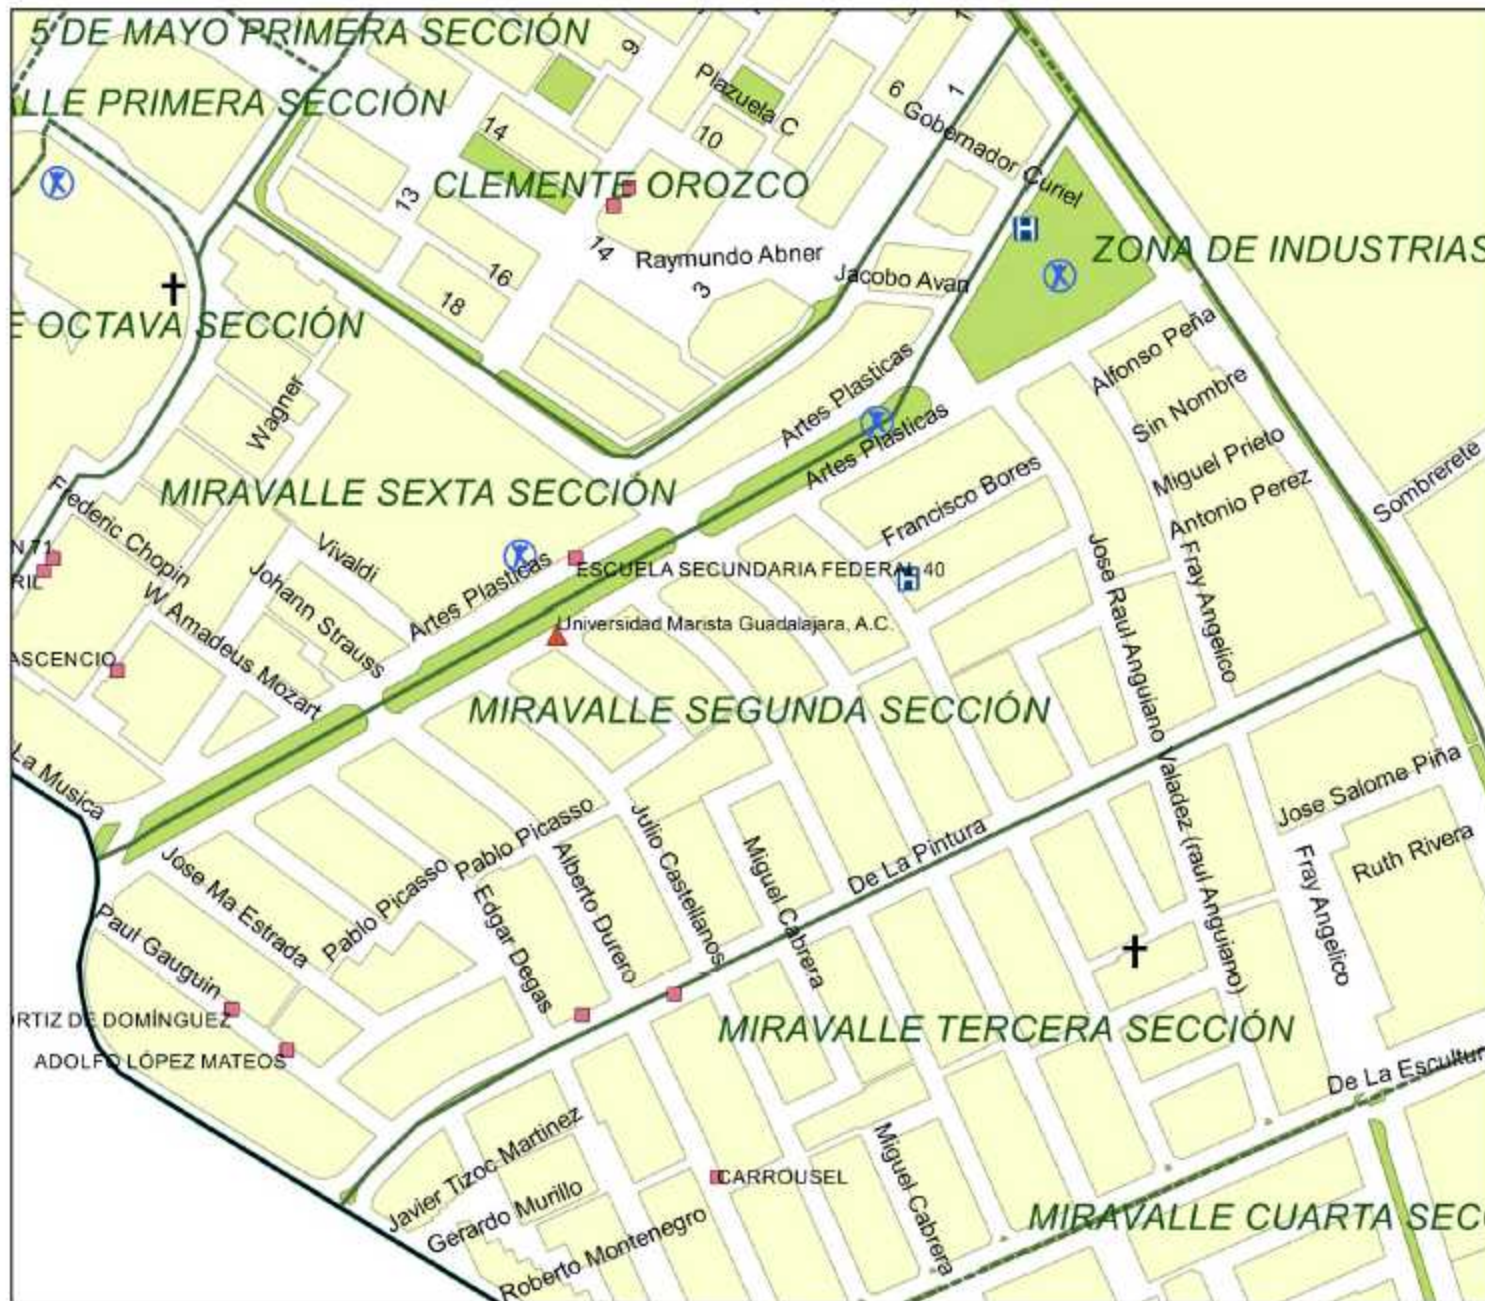 5 DE MAYO PRIMERA SECCIÓN
9
Plazuela C
6
1
1
ALLE PRIMERA SECCIÓN
14
10
Gobernador Curiel
CLEMENTE OROZCO
13
14
Raymundo Abner
Jacobo Avan
ZONA DE INDUSTRIAS
16
18
3
E OCTAVA SECCIÓN
Alfonso Peña
Wagner
Artes Plasticas
Sin Nombre
Artes Plasticas
Miguel Prieto
Sombrerete
MIRAVALLE SEXTA SECCIÓN
Francisco Bores
Antonio Perez
Frederic Chopin
N 71
RIL
Vivaldi
Johann Strauss
Artes Plasticas
ESCUELA SECUNDARIA FEDERAL 40
Fray Angelico
W Amadeus Mozart
Universidad Marista Guadalajara, A.C.
ASCENCIO
MIRAVALLE SEGUNDA SECCIÓN
Jose Raul Anguiano Valadez (raul Anguiano)
La Musica
Jose Salome Piña
Pablo Picasso
Julio Castellanos
Miguel Cabrera
De La Pintura
Ruth Rivera
Jose Ma Estrada
Pablo Picasso
Alberto Durero
Edgar Degas
Fray Angelico
Paul Gauguin
RTIZ DE DOMÍNGUEZ
MIRAVALLE TERCERA SECCIÓN
ADOLFO LÓPEZ MATEOS
De La Escultur
Javier Tizoc Martinez
Miguel Cabrera
CARROUSEL
Gerardo Murillo
Roberto Montenegro
MIRAVALLE CUARTA SEC